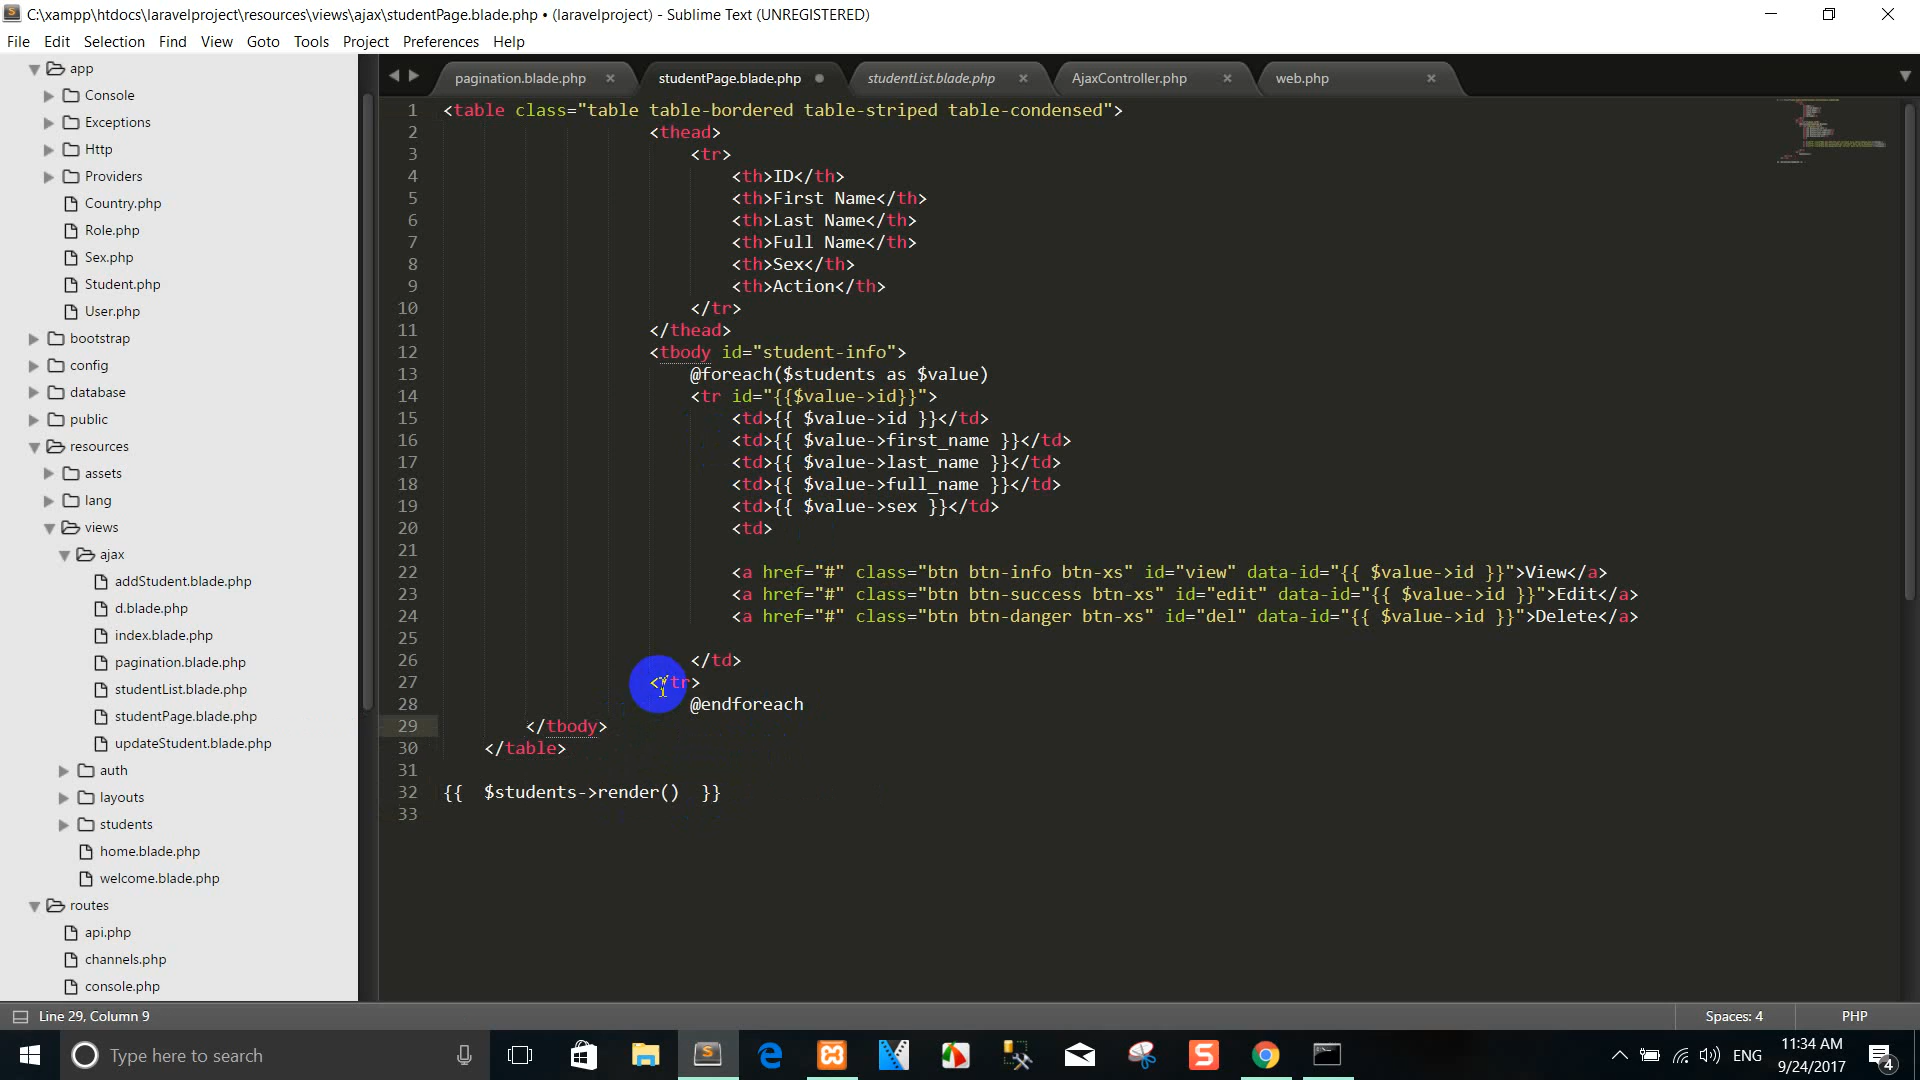 C:\xampp\htdocs\laravelproject\resources\views\ajax\studentPage.blade.php • (laravelproject) - Sublime Text (UNREGISTERED)
File Edit Selection Find View Goto Tools Project Preferences Help
app
Console
Exceptions
Http
Providers
Country.php
Role.php
Sex.php
Student.php
User.php
bootstrap
config
database
public
resources
assets
lang
views
ajax
addStudent.blade.php
d.blade.php
index.blade.php
pagination.blade.php
studentList.blade.php
studentPage.blade.php
updateStudent.blade.php
auth
layouts
students
home.blade.php
welcome.blade.php
routes
api.php
channels.php
console.php
pagination.blade.php studentPage.blade.php studentList.blade.php AjaxController.php web.php
1 <table class="table table-bordered table-striped table-condensed">
2 <thead>
3 <tr>
4 <th>ID</th>
5 <th>First Name</th>
6 <th>Last Name</th>
7 <th>Full Name</th>
8 <th>Sex</th>
9 <th>Action</th>
10 </tr>
11 </thead>
12 <tbody id="student-info">
13 @foreach($students as $value)
14 <tr id="{{$value->id}}">
15 <td>{{ $value->id }}</td>
16 <td>{{ $value->first_name }}</td>
17 <td>{{ $value->last_name }}</td>
18 <td>{{ $value->full_name }}</td>
19 <td>{{ $value->sex }}</td>
20 <td>
21
22 <a href="#" class="btn btn-info btn-xs" id="view" data-id="{{ $value->id }}">View</a>
23 <a href="#" class="btn btn-success btn-xs" id="edit" data-id="{{ $value->id }}">Edit</a>
24 <a href="#" class="btn btn-danger btn-xs" id="del" data-id="{{ $value->id }}">Delete</a>
25
26 </td>
27 </tr>
28 @endforeach
29 </tbody>
30 </table>
31
32 {{ $students->render() }}
33
Line 29, Column 9 Spaces: 4 PHP
Type here to search
ENG
11:34 AM
9/24/2017
4